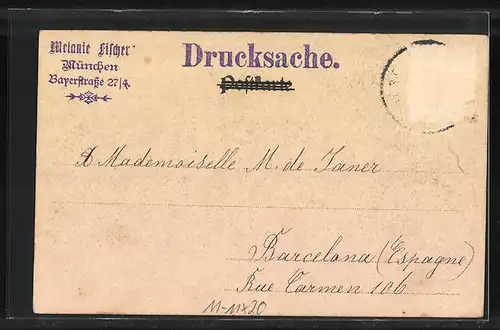 Melanie Fischer
München
Bayerstraße 27/4.
Drucksache.
Postkarte
A Mademoiselle M. de Janer
Barcelona (Espagne)
Rue Carmen 106